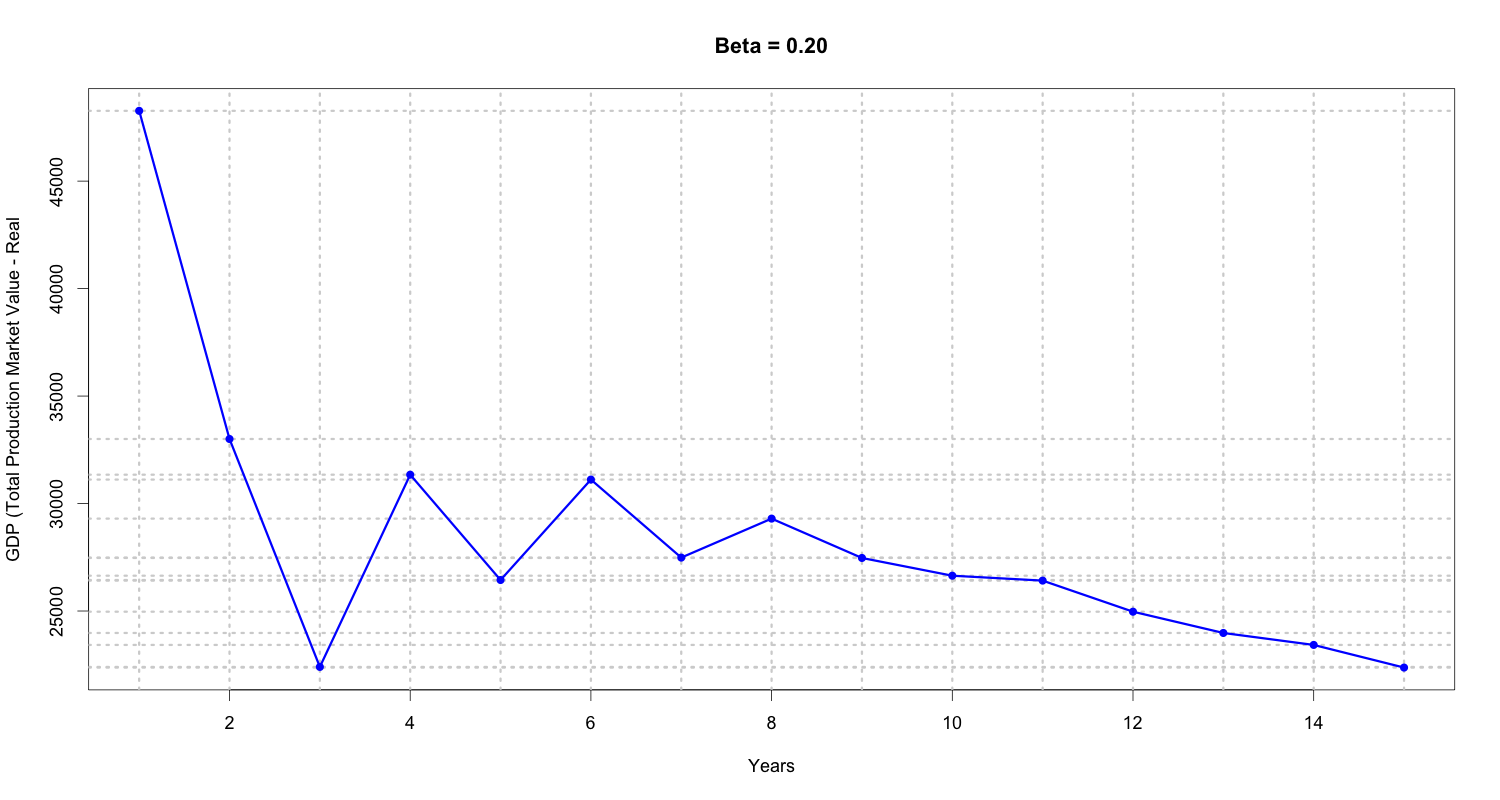 Beta = 0.20
GDP (Total Production Market Value - Real
45000
40000
35000
30000
25000
2 4 6 8 10 12 14
Years